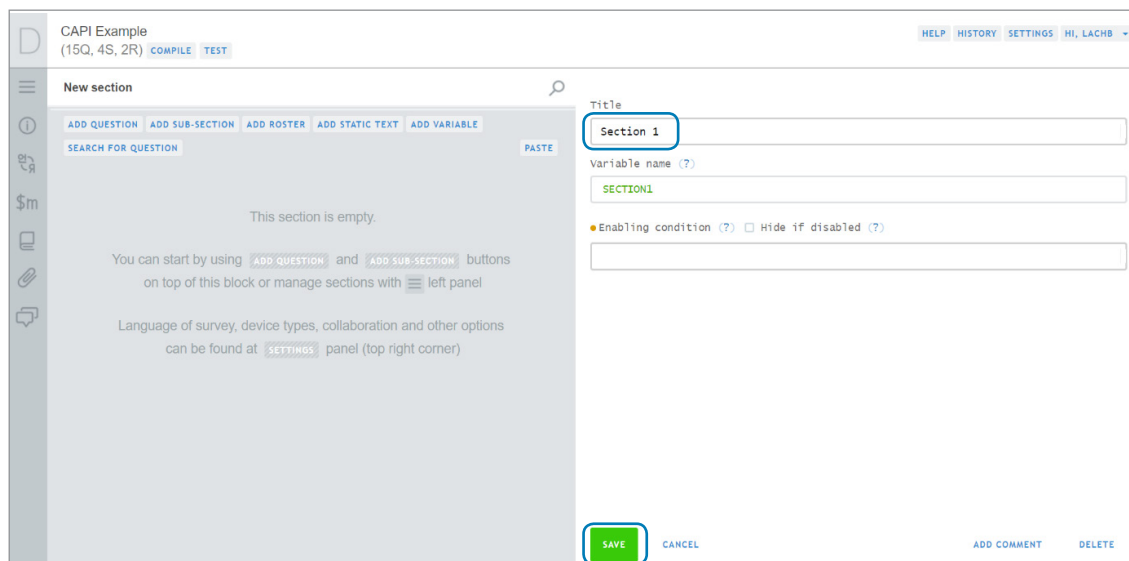 D
CAPI Example
(15Q, 4S, 2R) COMPILE TEST
HELP HISTORY SETTINGS HI, LACHB
New section
ADD QUESTION ADD SUB-SECTION ADD ROSTER ADD STATIC TEXT ADD VARIABLE
SEARCH FOR QUESTION PASTE
$m
This section is empty.
You can start by using ADD QUESTION and ADD SUB-SECTION buttons
on top of this block or manage sections with left panel
Language of survey, device types, collaboration and other options
can be found at SETTINGS panel (top right corner)
Title
Section 1
Variable name (?)
SECTION1
Enabling condition (?) Hide if disabled (?)
SAVE CANCEL ADD COMMENT DELETE